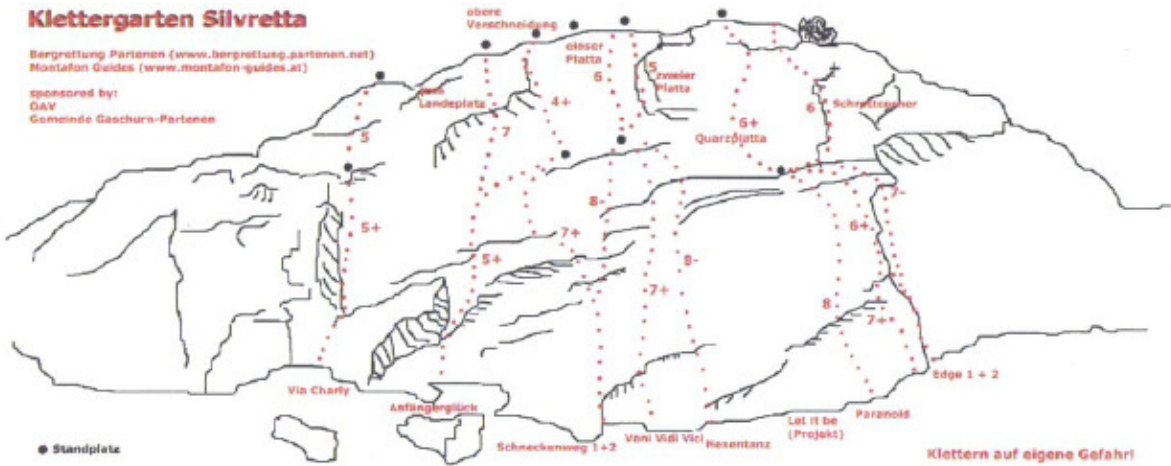 Klettergarten Silvretta
Bergrettung Partenen (www.bergrettung.partenen.net)
Montafon Guides (www.montafon-guides.at)
sponsored by:
ÖAV
Gemeinde Gaschurn-Partenen
obere
Verschneidung
Landeplatz
Platta
zweier
Platta
Schrottegher
Quarzplatta
5
7
4+
6
5
6+
6
5+
5+
7+
8-
7+
8-
8
6+
7+
7-
Via Charly
Anfängerglück
Schneckenweg 1+2
Veni Vidi Vici
Hexentanz
Let it be
(Projekt)
Paranoid
Edge 1 + 2
Standplatz
Klettern auf eigene Gefahr!